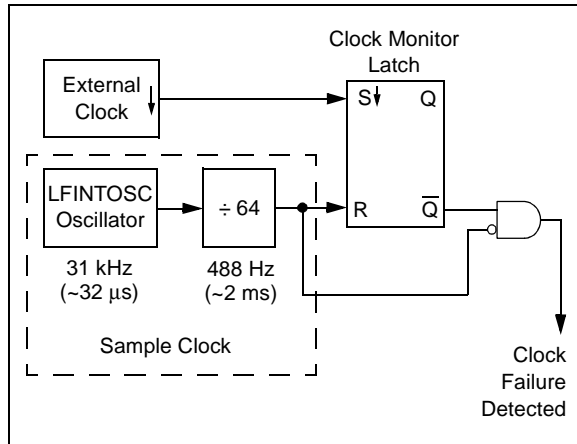 Clock Monitor
Latch
External
Clock
S
Q
LFINTOSC
Oscillator
÷ 64
R
Q̅
31 kHz
(~32 μs)
488 Hz
(~2 ms)
Sample Clock
Clock
Failure
Detected